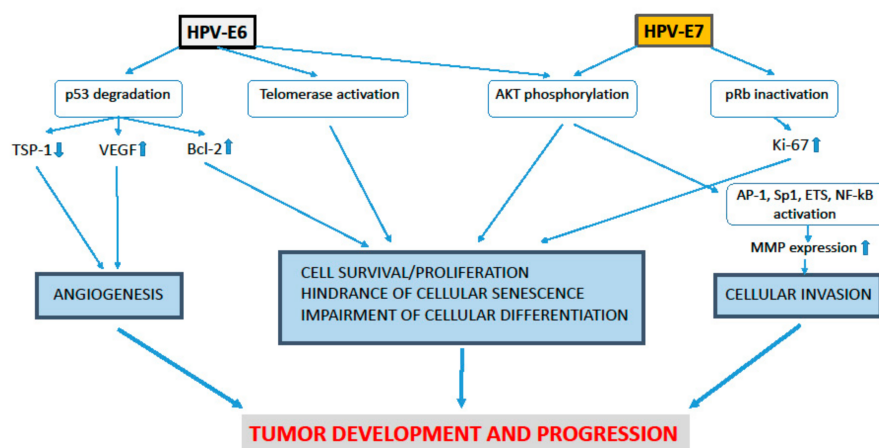 HPV-E6
HPV-E7
p53 degradation
Telomerase activation
AKT phosphorylation
pRb inactivation
TSP-1
VEGF
Bcl-2
Ki-67
AP-1, Sp1, ETS, NF-kB
activation
MMP expression
ANGIOGENESIS
CELL SURVIVAL/PROLIFERATION
HINDRANCE OF CELLULAR SENESCENCE
IMPAIRMENT OF CELLULAR DIFFERENTIATION
CELLULAR INVASION
TUMOR DEVELOPMENT AND PROGRESSION